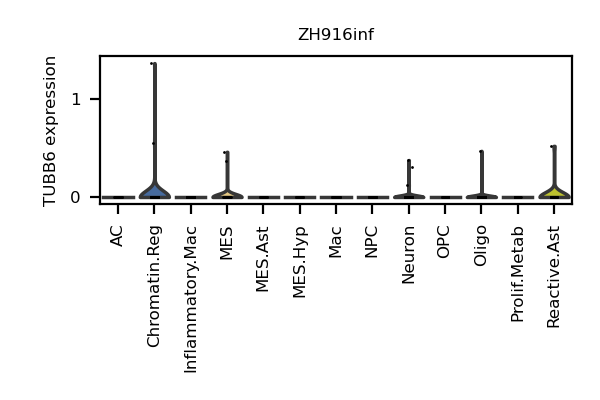 ZH916inf
TUBB6 expression
1
0
AC
Chromatin.Reg
Inflammatory.Mac
MES
MES.Ast
MES.Hyp
Mac
NPC
Neuron
OPC
Oligo
Prolif.Metab
Reactive.Ast